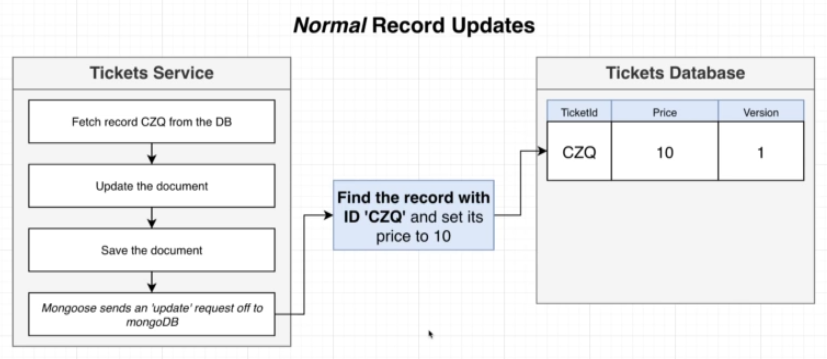 Normal Record Updates
Tickets Service
Fetch record CZQ from the DB
Update the document
Save the document
Mongoose sends an 'update' request off to
mongoDB
Find the record with
ID 'CZQ' and set its
price to 10
Tickets Database
TicketId Price Version
CZQ 10 1